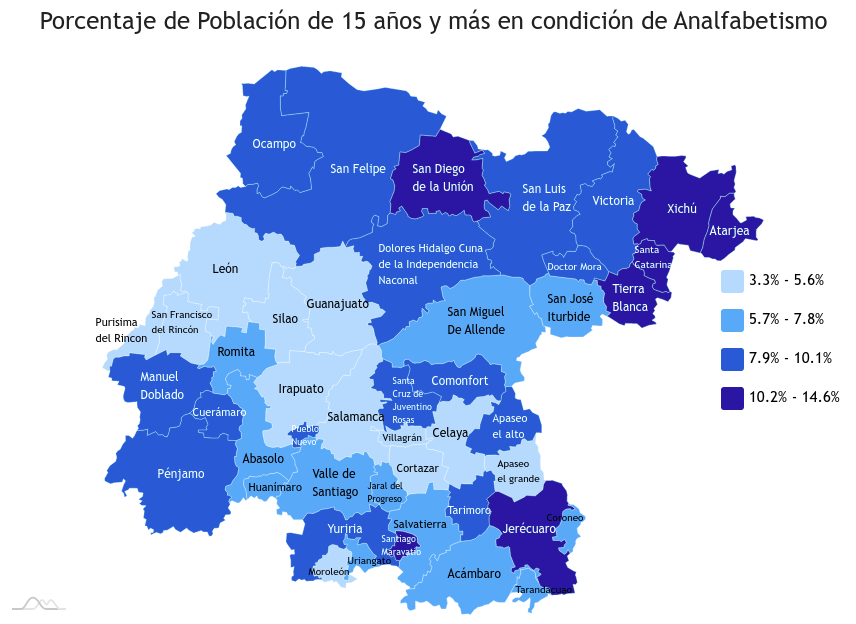 Porcentaje de Población de 15 años y más en condición de Analfabetismo
Ocampo
San Felipe
San Diego
de la Unión
San Luis
de la Paz
Victoria
Xichú
Atarjea
Dolores Hidalgo Cuna
de la Independencia
Naconal
Doctor Mora
Santa
Catarina
Tierra
Blanca
León
Guanajuato
San Miguel
De Allende
San José
Iturbide
3.3% - 5.6%
5.7% - 7.8%
7.9% - 10.1%
10.2% - 14.6%
Purisima
del Rincon
San Francisco
del Rincón
Silao
Romita
Manuel
Doblado
Cuerámaro
Irapuato
Salamanca
Santa
Cruz de
Juventino
Rosas
Comonfort
Pueblo
Nuevo
Villagrán
Celaya
Apaseo
el alto
Pénjamo
Abasolo
Huanímaro
Valle de
Santiago
Cortazar
Jaral del
Progreso
Apaseo
el grande
Yuriria
Salvatierra
Tarimoro
Jerécuaro
Coroneo
Santiago
Maravatío
Uriangato
Moroleón
Acámbaro
Tarandacuao